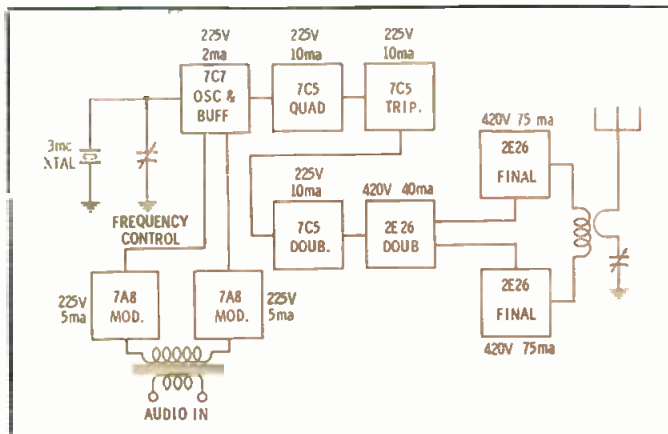 225V
2ma
7C7
OSC &
BUFF
225V
10ma
7C5
QUAD
225V
10ma
7C5
TRIP.
3mc
XTAL
FREQUENCY
CONTROL
225V
10ma
7C5
DOUB.
420V 40ma
2E26
DOUB
420V 75 ma
2E26
FINAL
2E26
FINAL
420V 75ma
225V
5ma
7A8
MOD.
7A8
MOD.
225V
5ma
AUDIO IN